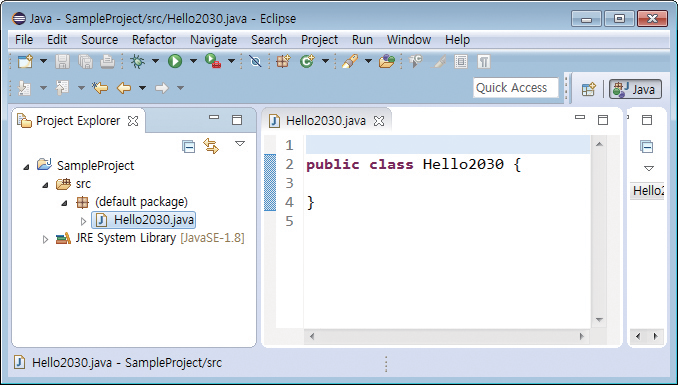 Java - SampleProject/src/Hello2030.java - Eclipse
File Edit Source Refactor Navigate Search Project Run Window Help
Quick Access
Java
Project Explorer
SampleProject
src
(default package)
Hello2030.java
JRE System Library [JavaSE-1.8]
Hello2030.java
1
2 public class Hello2030 {
3
4 }
5
Hello2
Hello2030.java - SampleProject/src